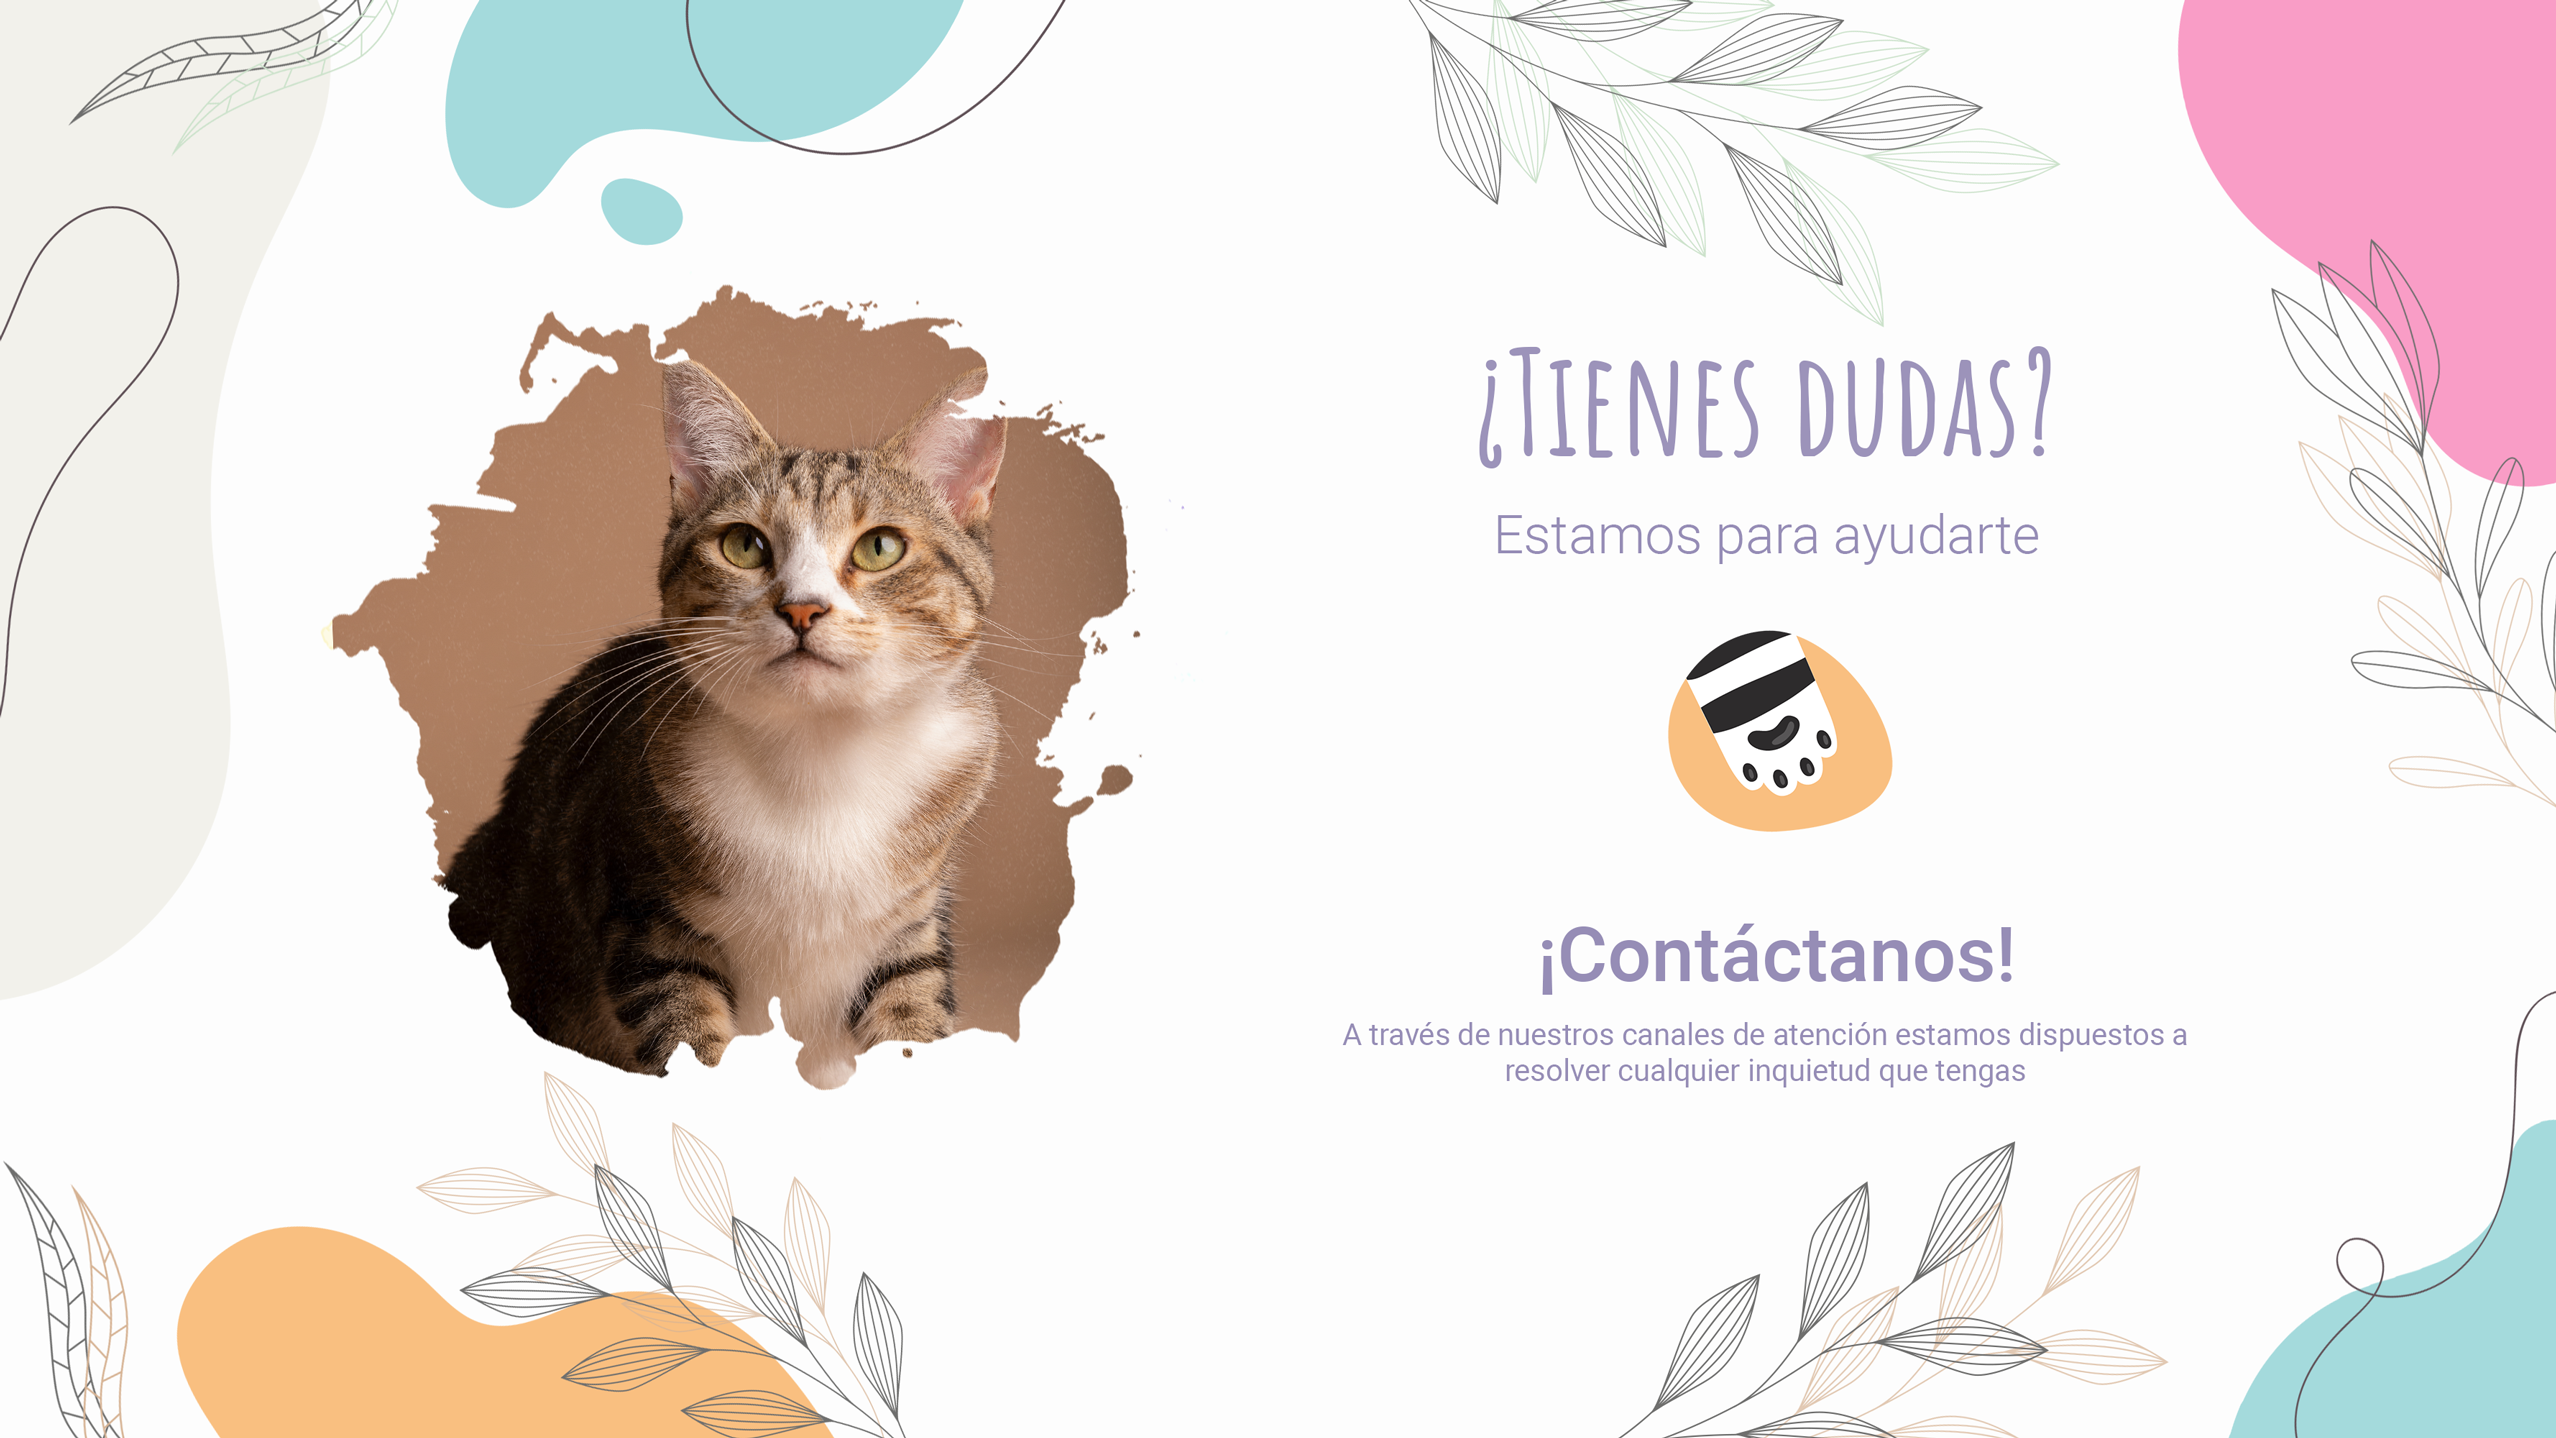 ¿Tienes dudas?
Estamos para ayudarte
¡Contáctanos!
A través de nuestros canales de atención estamos dispuestos a
resolver cualquier inquietud que tengas